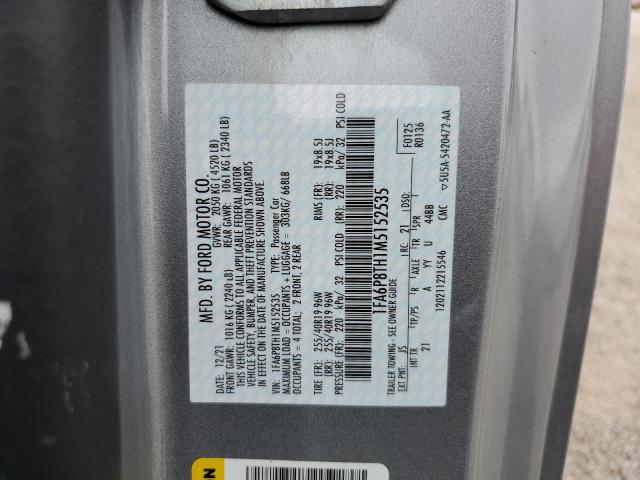 MFD. BY FORD MOTOR CO.
DATE: 12/21 GVWR: 2050 KG ( 4520 LB)
FRONT GAWR: 1016 KG ( 2240 LB) REAR GAWR: 1061 KG ( 2340 LB)
THIS VEHICLE CONFORMS TO ALL APPLICABLE FEDERAL MOTOR
VEHICLE SAFETY, BUMPER, AND THEFT PREVENTION STANDARDS
IN EFFECT ON THE DATE OF MANUFACTURE SHOWN ABOVE.
VIN: 1FA6P8TH1M5152535 TYPE: Passenger Car
MAXIMUM LOAD = OCCUPANTS + LUGGAGE = 303KG/ 668LB
OCCUPANTS = 4 TOTAL; 2 FRONT, 2 REAR
TIRE (FR): 255/40R19 96W RIMS (FR): 19x8.5J
TIRE (RR): 255/40R19 96W RIMS (RR): 19x8.5J
PRESSURE (FR): 220 kPa/ 32 PSI COLD (RR): 220 kPa/ 32 PSI COLD
1FA6P8TH1M5152535
TRAILER TOWING - SEE OWNER GUIDE F0125
EXT PNT: JS RC: 21 DSO: R0136
INT TR TP/PS R AXLE TR SPR
21 A YY U 44BB
1202112215546 CMC ▽5U5A-5420472-AA